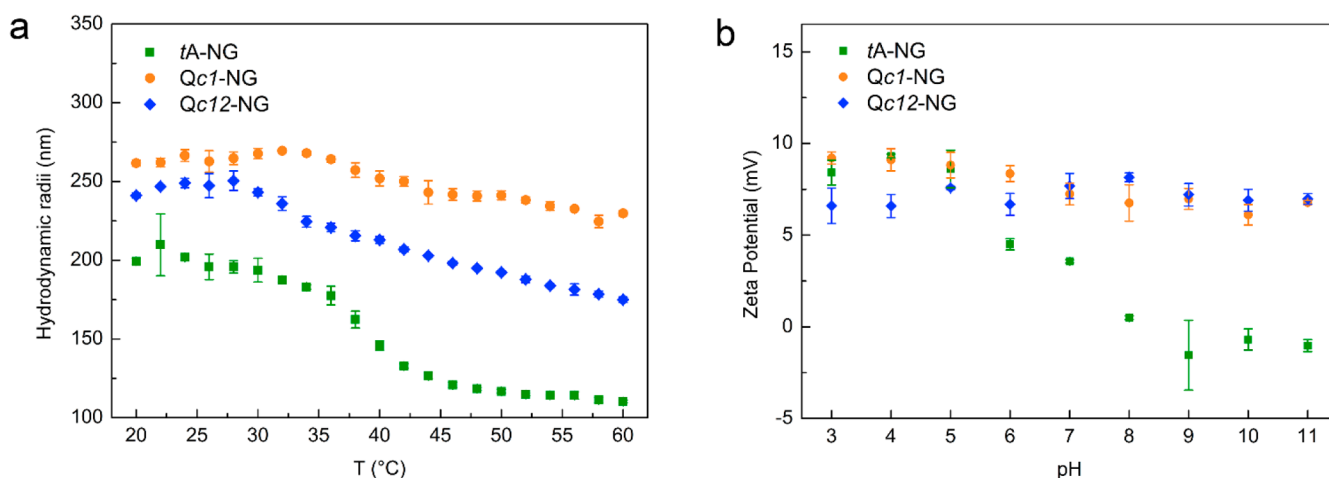 a
tA-NG
Qc1-NG
Qc12-NG
Hydrodynamic radii (nm)
350
300
250
200
150
100
20 25 30 35 40 45 50 55 60
T (°C)
b
tA-NG
Qc1-NG
Qc12-NG
Zeta Potential (mV)
15
10
5
0
-5
3 4 5 6 7 8 9 10 11
pH